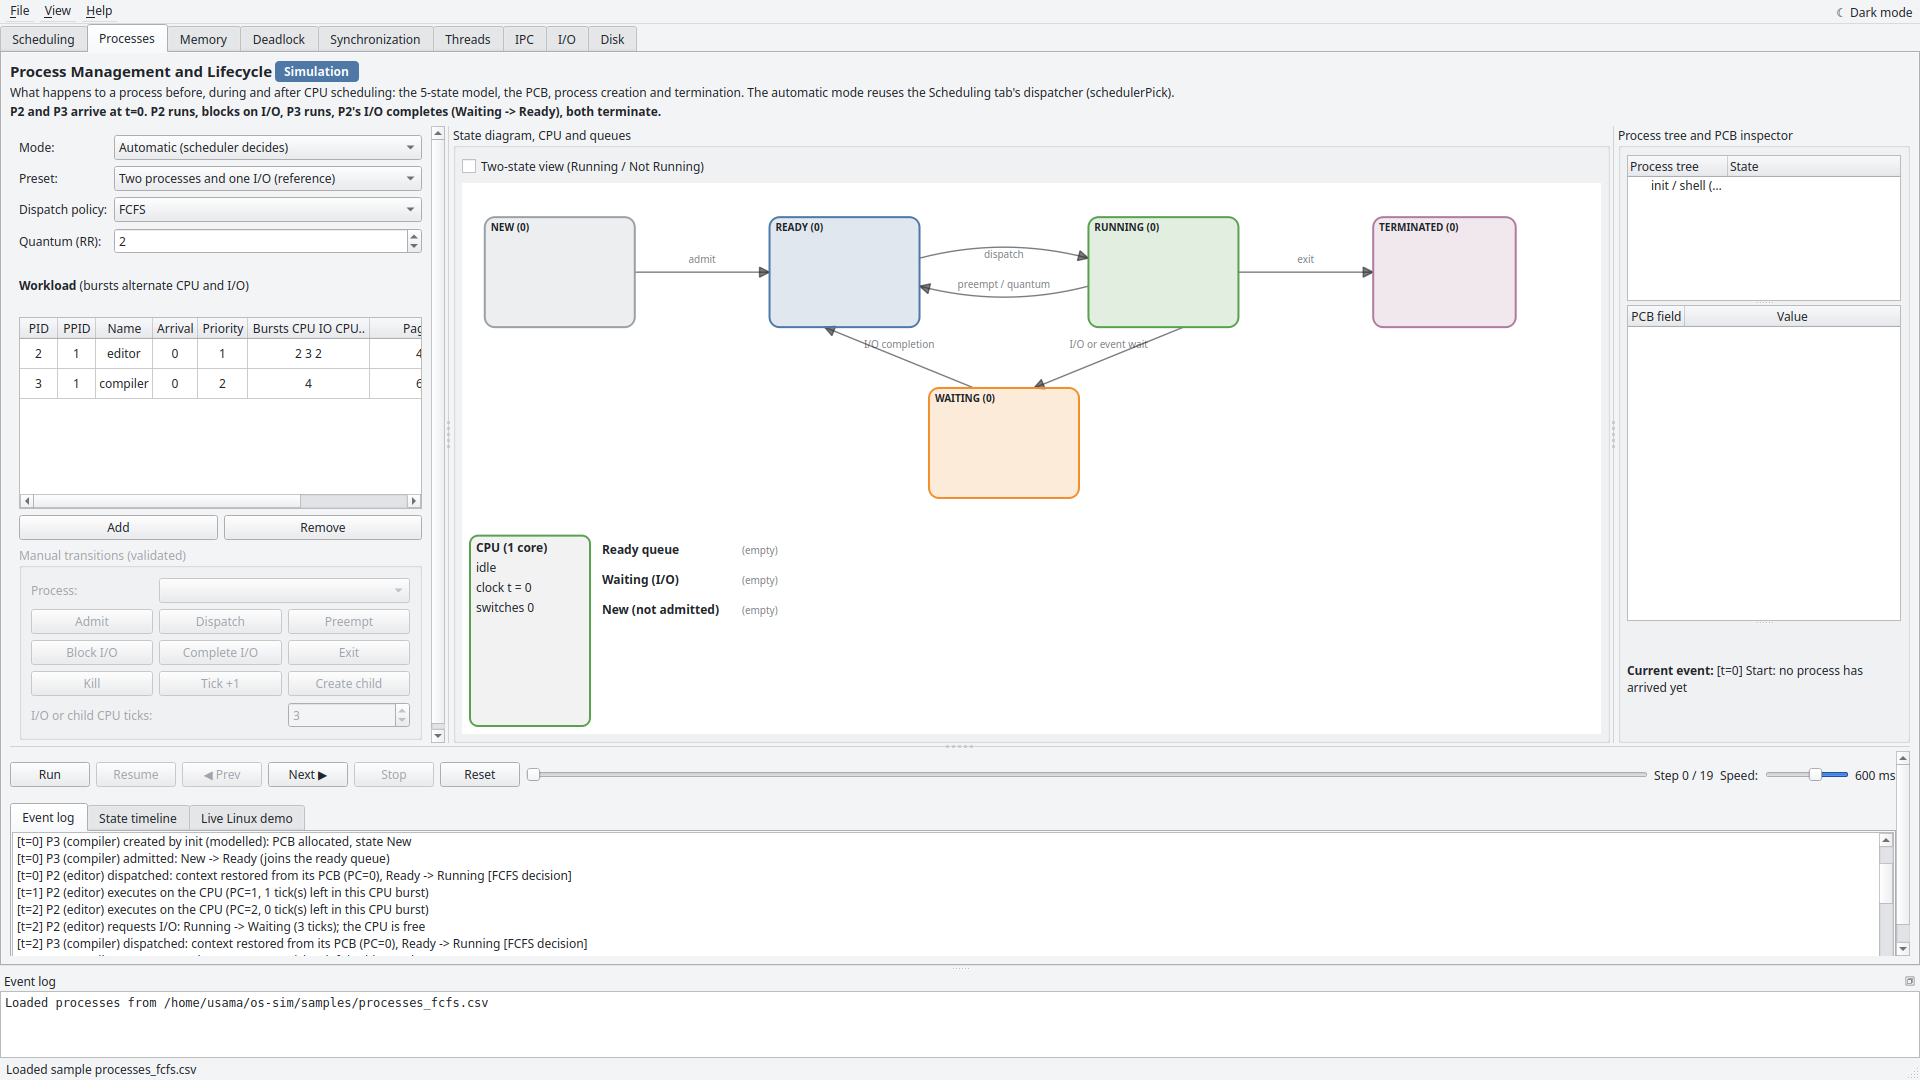 File View Help
☾ Dark mode
Scheduling Processes Memory Deadlock Synchronization Threads IPC I/O Disk
Process Management and Lifecycle Simulation
What happens to a process before, during and after CPU scheduling: the 5-state model, the PCB, process creation and termination. The automatic mode reuses the Scheduling tab's dispatcher (schedulerPick).
P2 and P3 arrive at t=0. P2 runs, blocks on I/O, P3 runs, P2's I/O completes (Waiting -> Ready), both terminate.
Mode: Automatic (scheduler decides)
Preset: Two processes and one I/O (reference)
Dispatch policy: FCFS
Quantum (RR): 2
Workload (bursts alternate CPU and I/O)
PID PPID Name Arrival Priority Bursts CPU IO CPU.. Pag
2 1 editor 0 1 2 3 2 4
3 1 compiler 0 2 4 6
Add Remove
Manual transitions (validated)
Process:
Admit Dispatch Preempt
Block I/O Complete I/O Exit
Kill Tick +1 Create child
I/O or child CPU ticks: 3
State diagram, CPU and queues
Two-state view (Running / Not Running)
NEW (0)
READY (0)
RUNNING (0)
TERMINATED (0)
admit
dispatch
exit
preempt / quantum
I/O completion
I/O or event wait
WAITING (0)
CPU (1 core)
idle
clock t = 0
switches 0
Ready queue (empty)
Waiting (I/O) (empty)
New (not admitted) (empty)
Process tree and PCB inspector
Process tree State
init / shell (...
PCB field Value
Current event: [t=0] Start: no process has
arrived yet
Run Resume ◀ Prev Next ▶ Stop Reset Step 0 / 19 Speed: 600 ms
Event log State timeline Live Linux demo
[t=0] P3 (compiler) created by init (modelled): PCB allocated, state New
[t=0] P3 (compiler) admitted: New -> Ready (joins the ready queue)
[t=0] P2 (editor) dispatched: context restored from its PCB (PC=0), Ready -> Running [FCFS decision]
[t=1] P2 (editor) executes on the CPU (PC=1, 1 tick(s) left in this CPU burst)
[t=2] P2 (editor) executes on the CPU (PC=2, 0 tick(s) left in this CPU burst)
[t=2] P2 (editor) requests I/O: Running -> Waiting (3 ticks); the CPU is free
[t=2] P3 (compiler) dispatched: context restored from its PCB (PC=0), Ready -> Running [FCFS decision]
Event log
Loaded processes from /home/usama/os-sim/samples/processes_fcfs.csv
Loaded sample processes_fcfs.csv